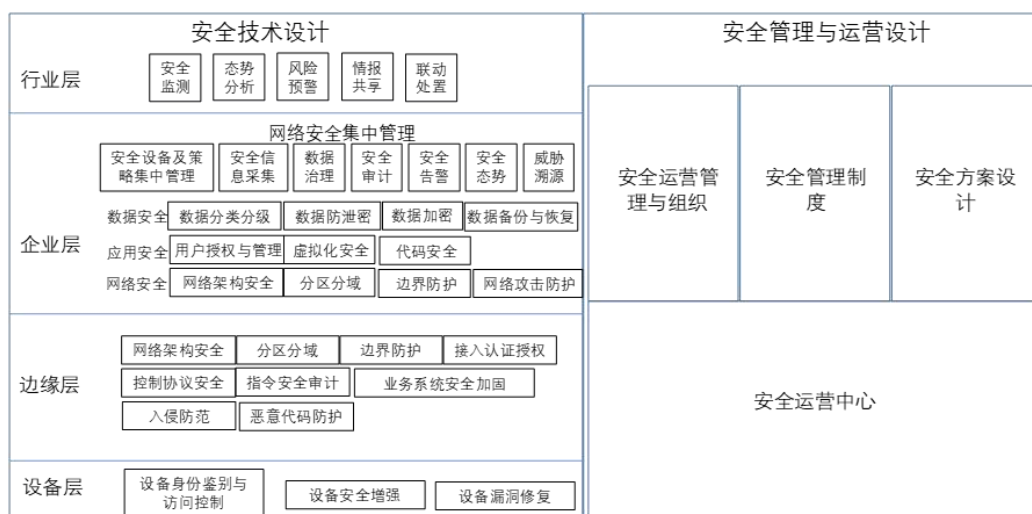 安全技术设计
行业层
安全
监测
态势
分析
风险
预警
情报
共享
联动
处置
网络安全集中管理
安全设备及策
略集中管理
安全信
息采集
数据
治理
安全
审计
安全
告警
安全
态势
威胁
溯源
企业层
数据安全
数据分类分级
数据防泄密
数据加密
数据备份与恢复
应用安全
用户授权与管理
虚拟化安全
代码安全
网络安全
网络架构安全
分区分域
边界防护
网络攻击防护
边缘层
网络架构安全
分区分域
边界防护
接入认证授权
控制协议安全
指令安全审计
业务系统安全加固
入侵防范
恶意代码防护
设备层
设备身份鉴别与
访问控制
设备安全增强
设备漏洞修复
安全管理与运营设计
安全运营管
理与组织
安全管理制
度
安全方案设
计
安全运营中心